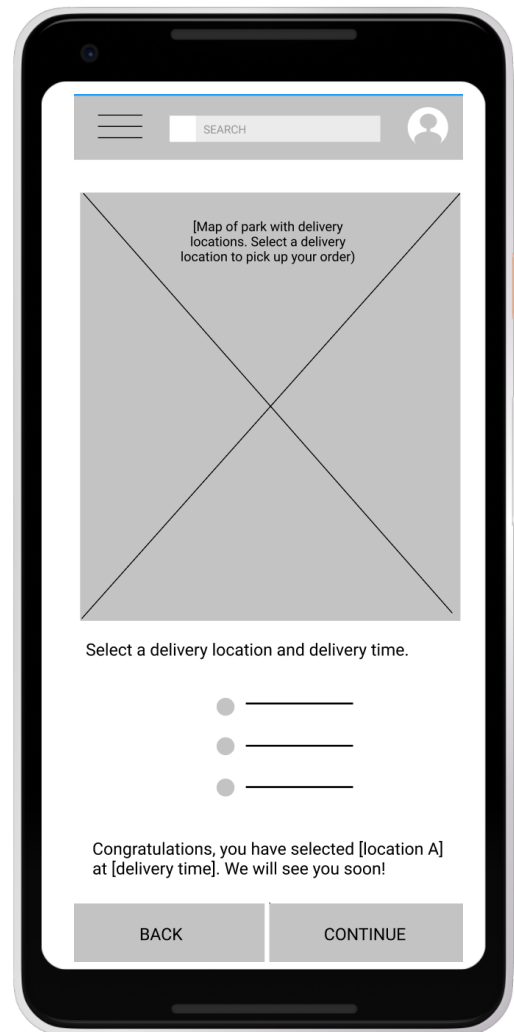 SEARCH
[Map of park with delivery
locations. Select a delivery
location to pick up your order)
Select a delivery location and delivery time.
Congratulations, you have selected [location A]
at [delivery time]. We will see you soon!
BACK
CONTINUE